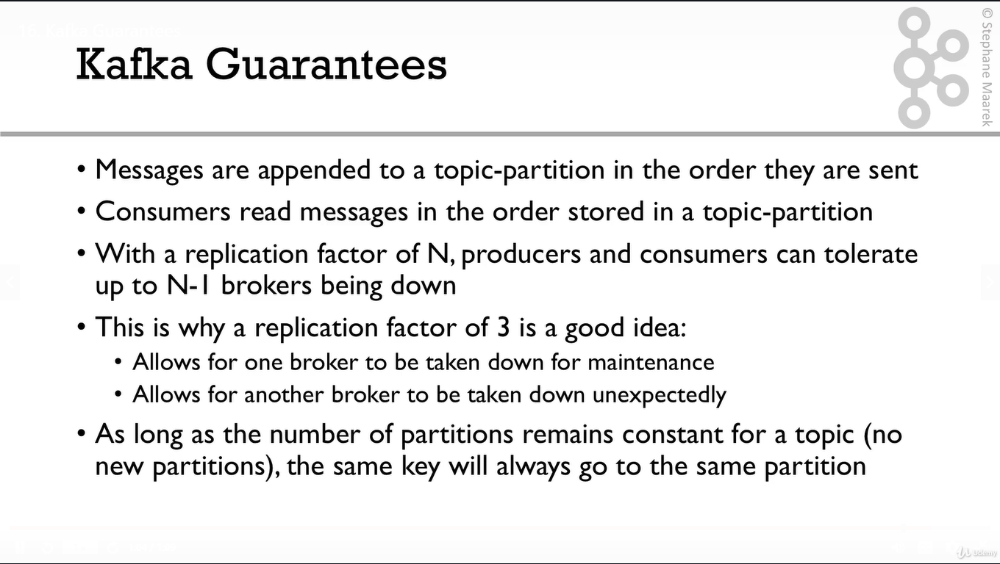 16. Kafka Guarantees
Kafka Guarantees
© Stephane Maarek
• Messages are appended to a topic-partition in the order they are sent
• Consumers read messages in the order stored in a topic-partition
• With a replication factor of N, producers and consumers can tolerate
up to N-1 brokers being down
• This is why a replication factor of 3 is a good idea:
• Allows for one broker to be taken down for maintenance
• Allows for another broker to be taken down unexpectedly
• As long as the number of partitions remains constant for a topic (no
new partitions), the same key will always go to the same partition
Udemy